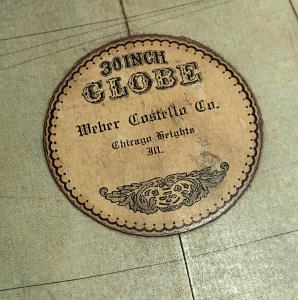 30 INCH
GLOBE
Weber Costello Co.
Chicago Heights
Ill.